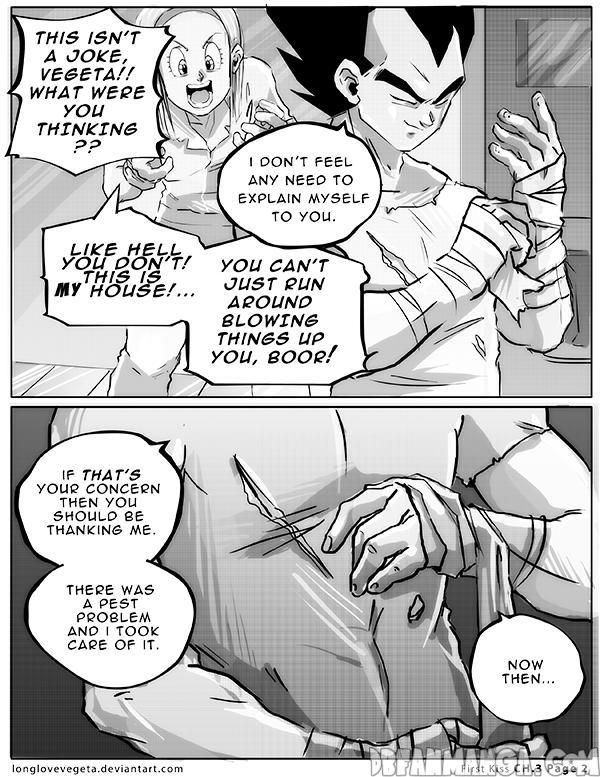 THIS ISN'T
A JOKE,
VEGETA!!
WHAT WERE
YOU
THINKING
??
I DON'T FEEL
ANY NEED TO
EXPLAIN MYSELF
TO YOU.
LIKE HELL
YOU DON'T!
THIS IS
MY HOUSE!...
YOU CAN'T
JUST RUN
AROUND
BLOWING
THINGS UP
YOU, BOOR!
IF THAT'S
YOUR CONCERN
THEN YOU
SHOULD BE
THANKING ME.
THERE WAS
A PEST
PROBLEM
AND I TOOK
CARE OF IT.
NOW
THEN...
longlovevegeta.deviantart.com
First Kiss CH.3 Page 2